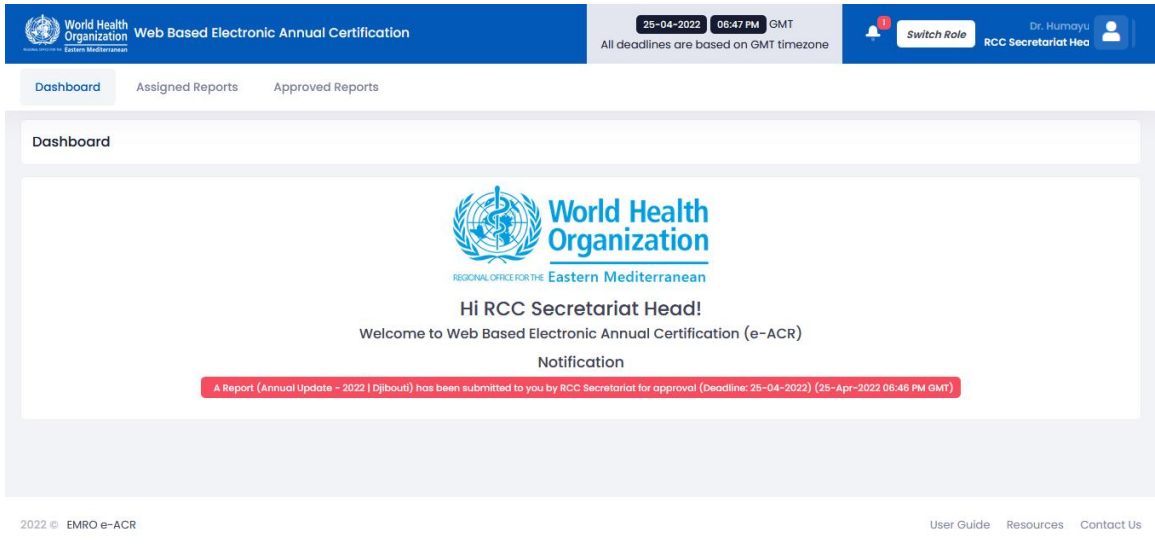 World Health
Organization
Eastern Mediterranean
Web Based Electronic Annual Certification
25-04-2022 06:47 PM GMT
All deadlines are based on GMT timezone
1
Switch Role
Dr. Humayu
RCC Secretariat Hea
Dashboard Assigned Reports Approved Reports
Dashboard
World Health
Organization
REGIONAL OFFICE FOR THE Eastern Mediterranean
Hi RCC Secretariat Head!
Welcome to Web Based Electronic Annual Certification (e-ACR)
Notification
A Report (Annual Update - 2022 | Djibouti) has been submitted to you by RCC Secretariat for approval (Deadline: 25-04-2022) (25-Apr-2022 06:46 PM GMT)
2022 © EMRO e-ACR
User Guide Resources Contact Us